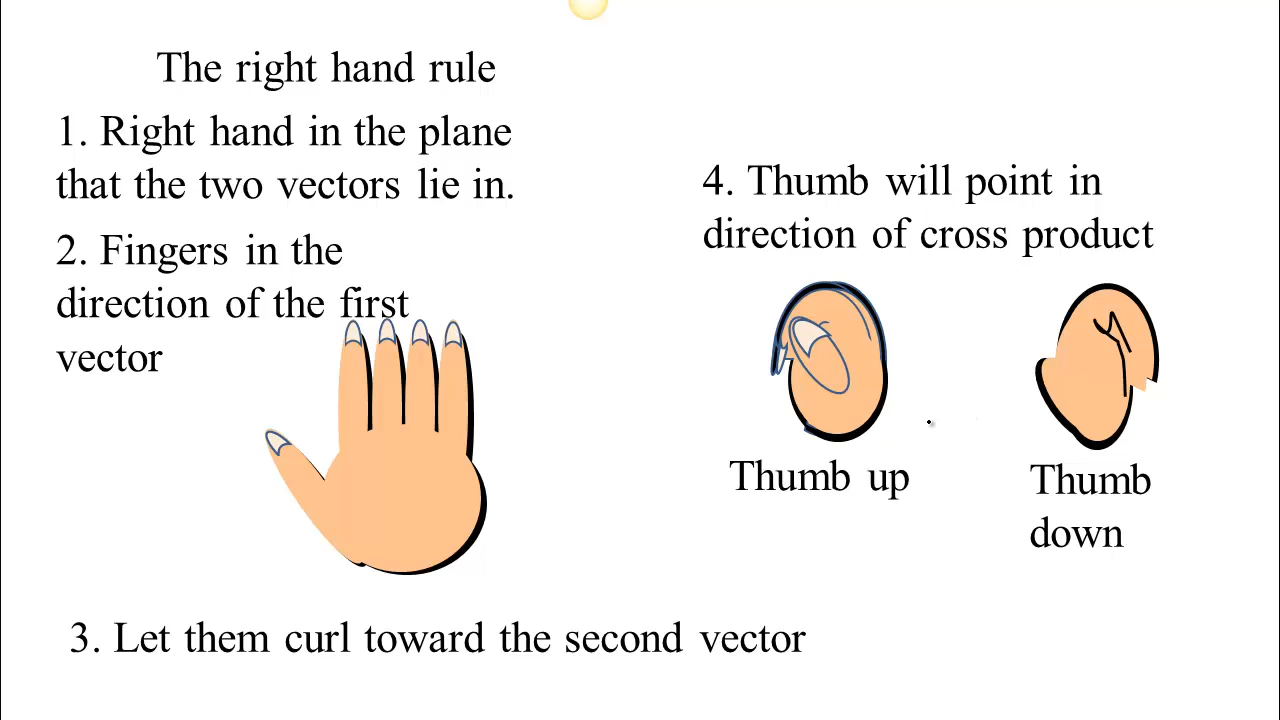 The right hand rule
1. Right hand in the plane
that the two vectors lie in.
2. Fingers in the
direction of the first
vector
3. Let them curl toward the second vector
4. Thumb will point in
direction of cross product
Thumb up
Thumb
down